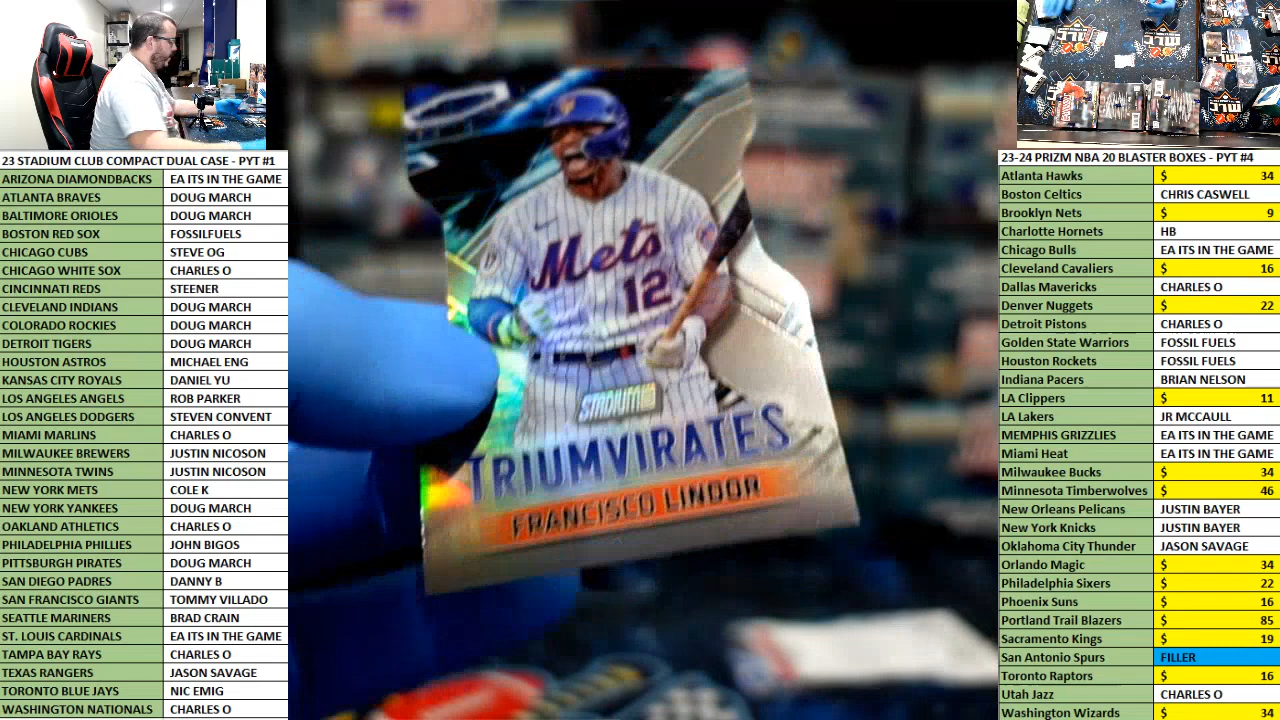 23 STADIUM CLUB COMPACT DUAL CASE - PYT #1
ARIZONA DIAMONDBACKS EA ITS IN THE GAME
ATLANTA BRAVES DOUG MARCH
BALTIMORE ORIOLES DOUG MARCH
BOSTON RED SOX FOSSILFUELS
CHICAGO CUBS STEVE OG
CHICAGO WHITE SOX CHARLES O
CINCINNATI REDS STEENER
CLEVELAND INDIANS DOUG MARCH
COLORADO ROCKIES DOUG MARCH
DETROIT TIGERS DOUG MARCH
HOUSTON ASTROS MICHAEL ENG
KANSAS CITY ROYALS DANIEL YU
LOS ANGELES ANGELS ROB PARKER
LOS ANGELES DODGERS STEVEN CONVENT
MIAMI MARLINS CHARLES O
MILWAUKEE BREWERS JUSTIN NICOSON
MINNESOTA TWINS JUSTIN NICOSON
NEW YORK METS COLE K
NEW YORK YANKEES DOUG MARCH
OAKLAND ATHLETICS CHARLES O
PHILADELPHIA PHILLIES JOHN BIGOS
PITTSBURGH PIRATES DOUG MARCH
SAN DIEGO PADRES DANNY B
SAN FRANCISCO GIANTS TOMMY VILLADO
SEATTLE MARINERS BRAD CRAIN
ST. LOUIS CARDINALS EA ITS IN THE GAME
TAMPA BAY RAYS CHARLES O
TEXAS RANGERS JASON SAVAGE
TORONTO BLUE JAYS NIC EMIG
WASHINGTON NATIONALS CHARLES O
Mets
12
STADIUM
TRIUMVIRATES
FRANCISCO LINDOR
23-24 PRIZM NBA 20 BLASTER BOXES - PYT #4
Atlanta Hawks $ 34
Boston Celtics CHRIS CASWELL
Brooklyn Nets $ 9
Charlotte Hornets HB
Chicago Bulls EA ITS IN THE GAME
Cleveland Cavaliers $ 16
Dallas Mavericks CHARLES O
Denver Nuggets $ 22
Detroit Pistons CHARLES O
Golden State Warriors FOSSIL FUELS
Houston Rockets FOSSIL FUELS
Indiana Pacers BRIAN NELSON
LA Clippers $ 11
LA Lakers JR MCCAULL
MEMPHIS GRIZZLIES EA ITS IN THE GAME
Miami Heat EA ITS IN THE GAME
Milwaukee Bucks $ 34
Minnesota Timberwolves $ 46
New Orleans Pelicans JUSTIN BAYER
New York Knicks JUSTIN BAYER
Oklahoma City Thunder JASON SAVAGE
Orlando Magic $ 34
Philadelphia Sixers $ 22
Phoenix Suns $ 16
Portland Trail Blazers $ 85
Sacramento Kings $ 19
San Antonio Spurs FILLER
Toronto Raptors $ 16
Utah Jazz CHARLES O
Washington Wizards $ 34